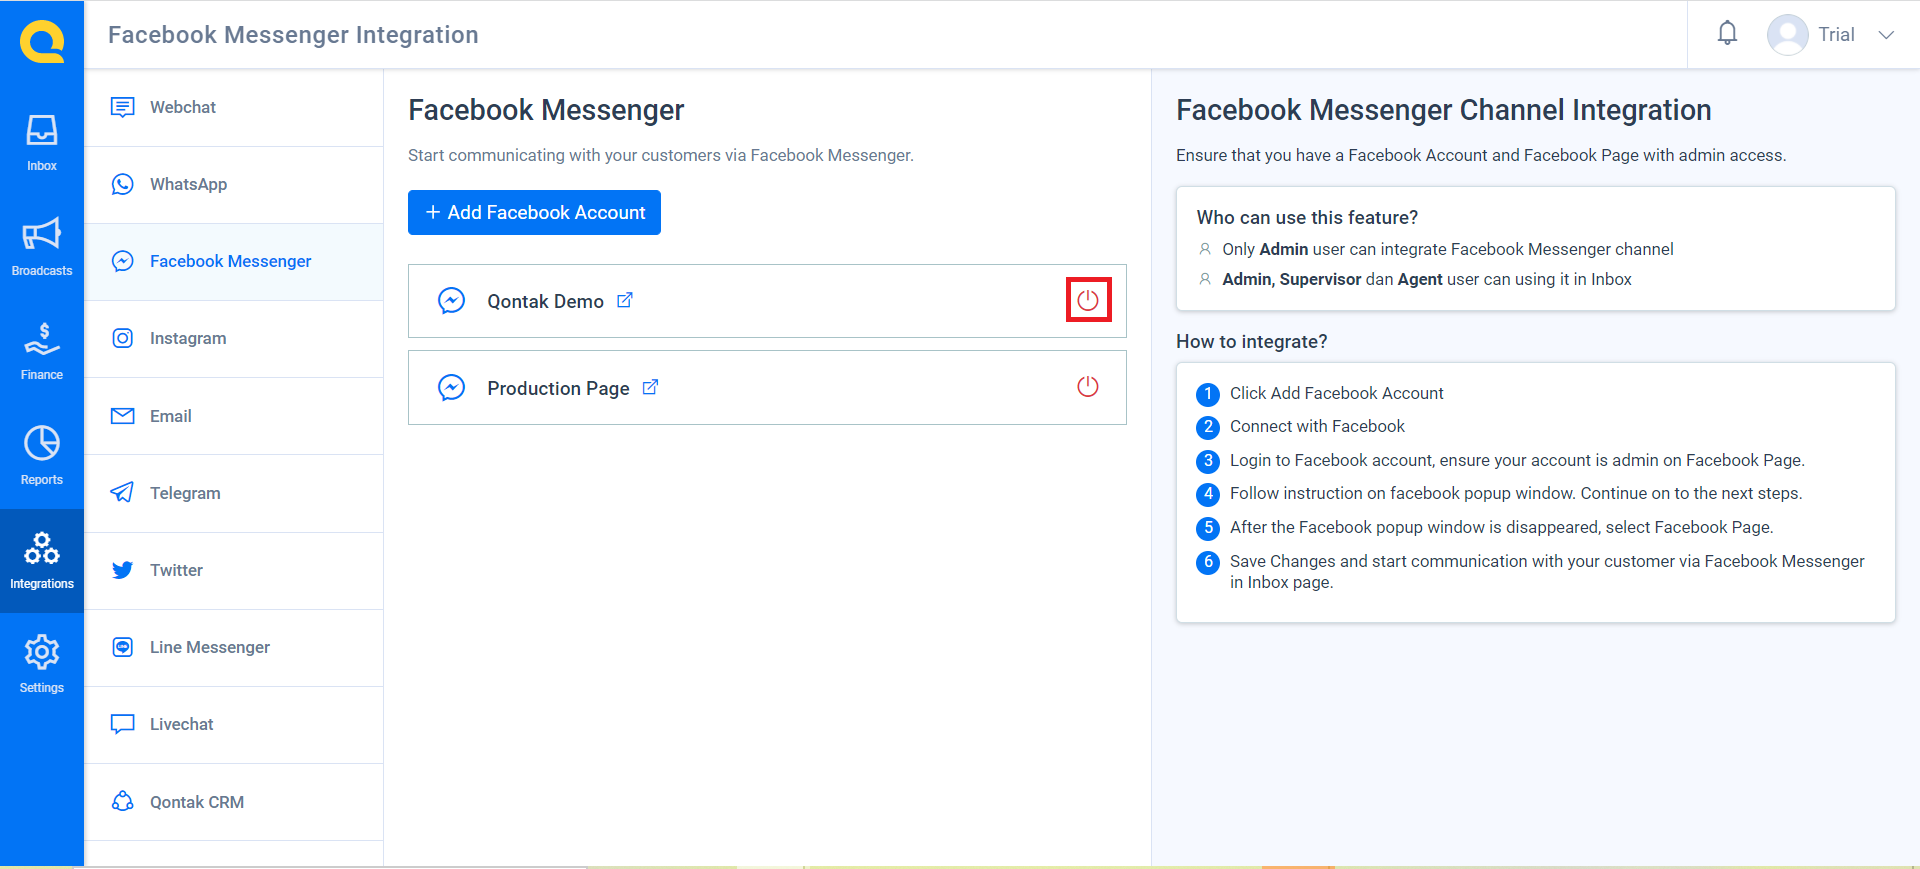 Facebook Messenger Integration
Trial
Inbox
Broadcasts
Finance
Reports
Integrations
Settings
Webchat
WhatsApp
Facebook Messenger
Instagram
Email
Telegram
Twitter
Line Messenger
Livechat
Qontak CRM
Facebook Messenger
Start communicating with your customers via Facebook Messenger.
+ Add Facebook Account
Qontak Demo
Production Page
Facebook Messenger Channel Integration
Ensure that you have a Facebook Account and Facebook Page with admin access.
Who can use this feature?
Only Admin user can integrate Facebook Messenger channel
Admin, Supervisor dan Agent user can using it in Inbox
How to integrate?
1 Click Add Facebook Account
2 Connect with Facebook
3 Login to Facebook account, ensure your account is admin on Facebook Page.
4 Follow instruction on facebook popup window. Continue on to the next steps.
5 After the Facebook popup window is disappeared, select Facebook Page.
6 Save Changes and start communication with your customer via Facebook Messenger
in Inbox page.